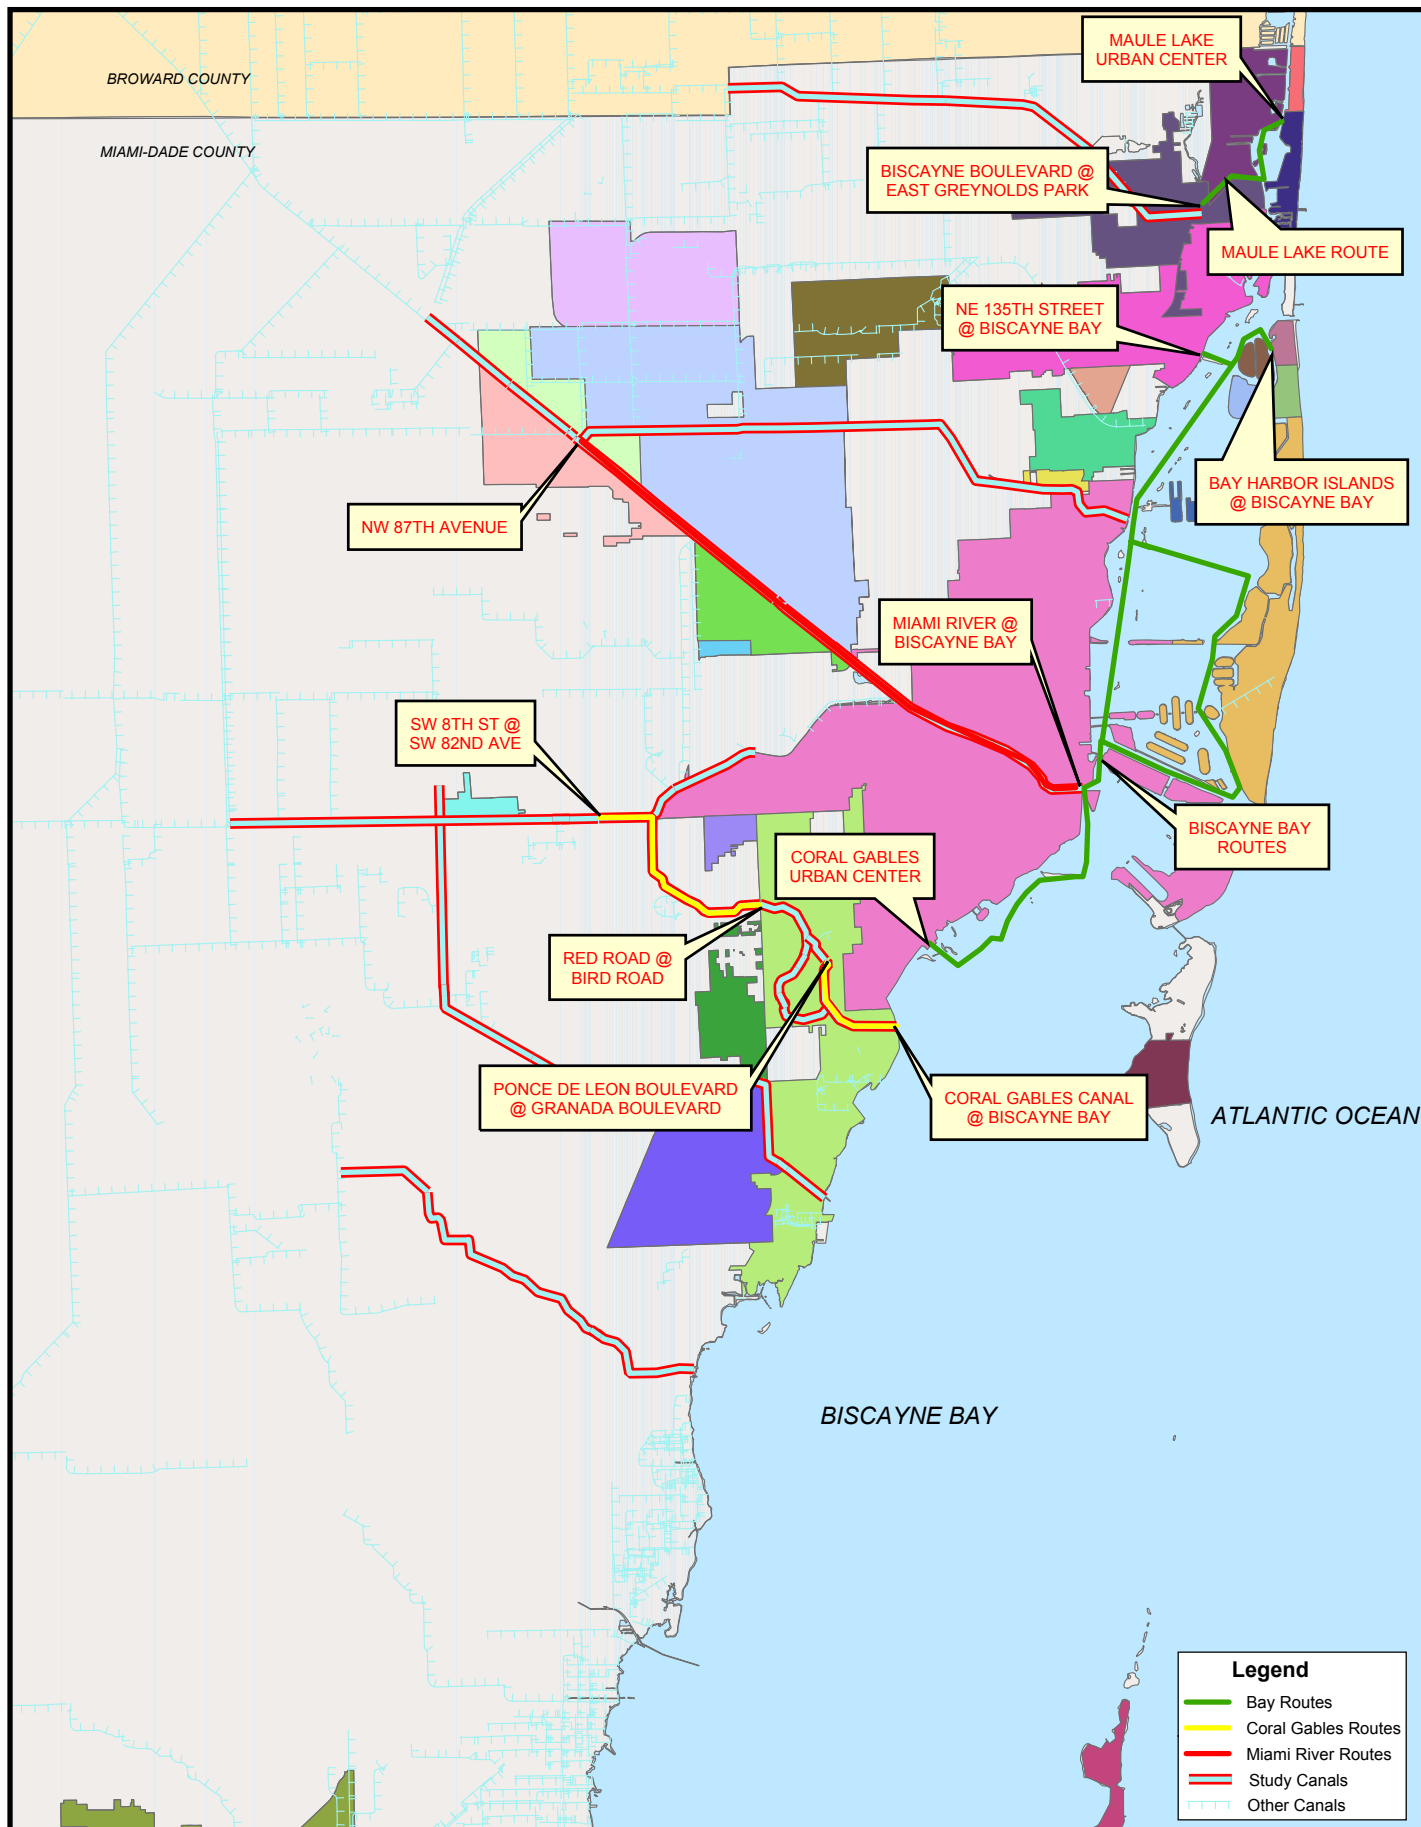 BROWARD COUNTY
MIAMI-DADE COUNTY
MAULE LAKE
URBAN CENTER
BISCAYNE BOULEVARD @
EAST GREYNOLDS PARK
MAULE LAKE ROUTE
NE 135TH STREET
@ BISCAYNE BAY
BAY HARBOR ISLANDS
@ BISCAYNE BAY
NW 87TH AVENUE
MIAMI RIVER @
BISCAYNE BAY
SW 8TH ST @
SW 82ND AVE
BISCAYNE BAY
ROUTES
CORAL GABLES
URBAN CENTER
RED ROAD @
BIRD ROAD
PONCE DE LEON BOULEVARD
@ GRANADA BOULEVARD
CORAL GABLES CANAL
@ BISCAYNE BAY
ATLANTIC OCEAN
BISCAYNE BAY
Legend
Bay Routes
Coral Gables Routes
Miami River Routes
Study Canals
Other Canals